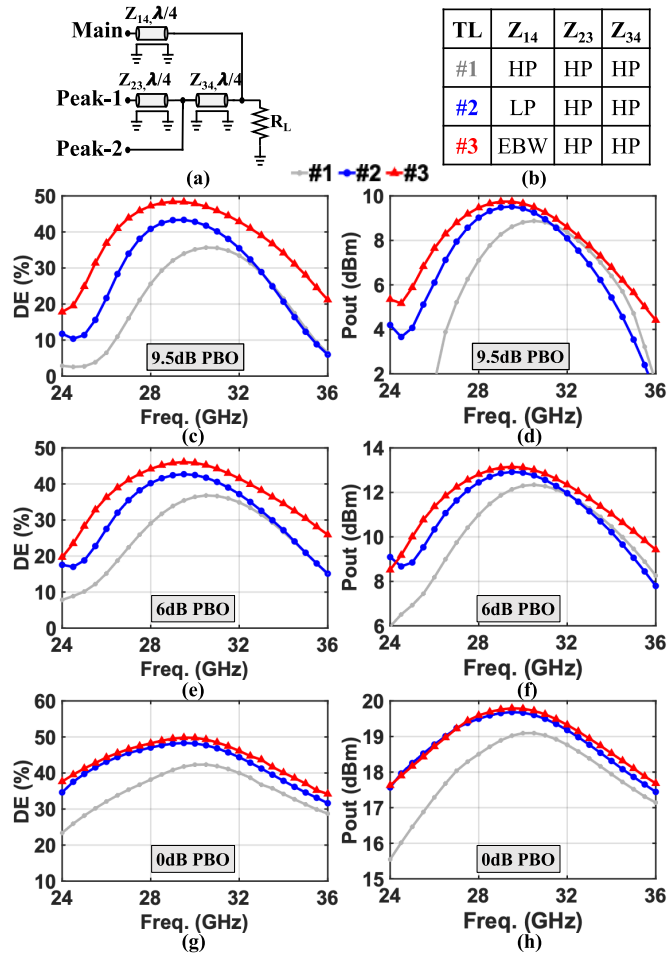 Z14, λ/4
Main
Z23, λ/4 Z34, λ/4
Peak-1
RL
Peak-2
(a)
TL Z14 Z23 Z34
#1 HP HP HP
#2 LP HP HP
#3 EBW HP HP
(b)
#1 #2 #3
50
40
30
20
10
0
DE (%)
9.5dB PBO
24 28 32 36
Freq. (GHz)
(c)
10
8
6
4
2
Pout (dBm)
9.5dB PBO
24 28 32 36
Freq. (GHz)
(d)
50
40
30
20
10
0
DE (%)
6dB PBO
24 28 32 36
Freq. (GHz)
(e)
14
12
10
8
6
Pout (dBm)
6dB PBO
24 28 32 36
Freq. (GHz)
(f)
60
50
40
30
20
10
DE (%)
0dB PBO
24 28 32 36
Freq. (GHz)
(g)
20
19
18
17
16
15
Pout (dBm)
0dB PBO
24 28 32 36
Freq. (GHz)
(h)